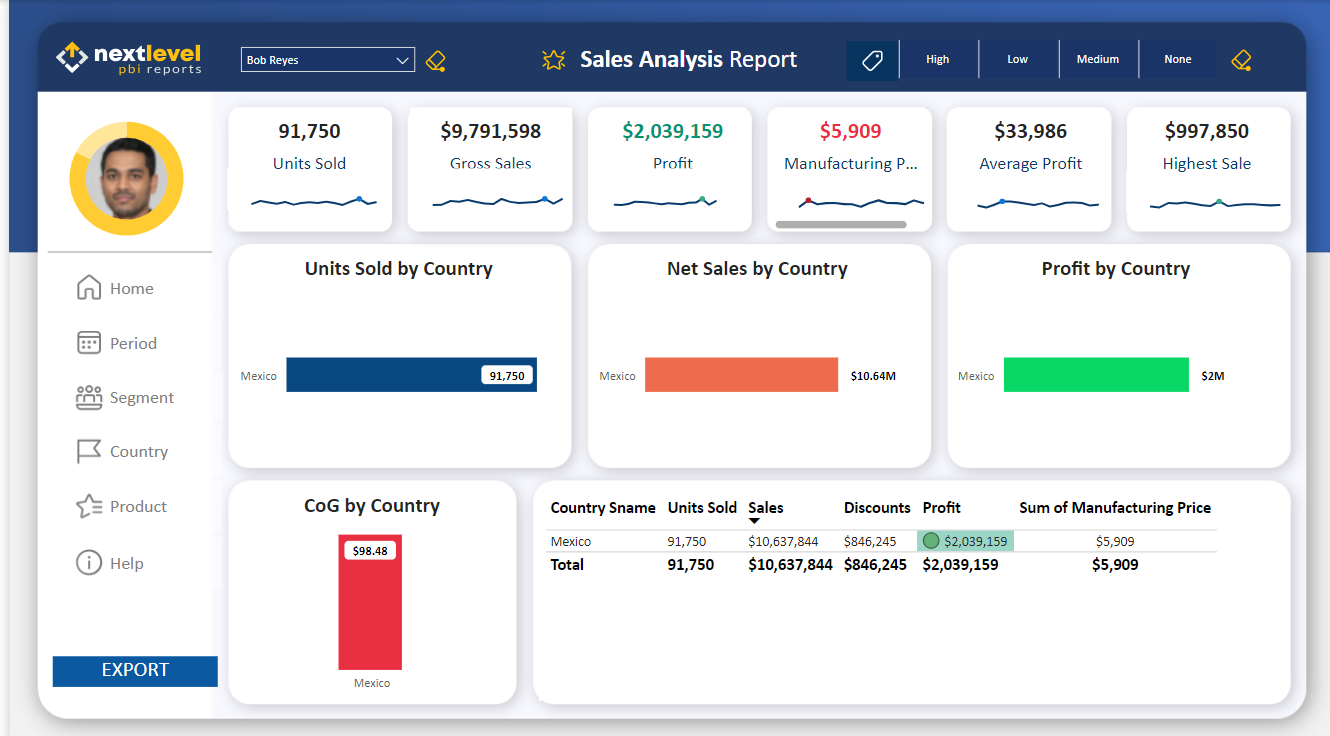 nextlevel
pbi reports
Bob Reyes
Sales Analysis Report
High
Low
Medium
None
91,750
Units Sold
$9,791,598
Gross Sales
$2,039,159
Profit
$5,909
Manufacturing P...
$33,986
Average Profit
$997,850
Highest Sale
Home
Period
Segment
Country
Product
Help
EXPORT
Units Sold by Country
Mexico
91,750
Net Sales by Country
Mexico
$10.64M
Profit by Country
Mexico
$2M
CoG by Country
$98.48
Mexico
Country Sname Units Sold Sales Discounts Profit Sum of Manufacturing Price
Mexico 91,750 $10,637,844 $846,245 $2,039,159 $5,909
Total 91,750 $10,637,844 $846,245 $2,039,159 $5,909